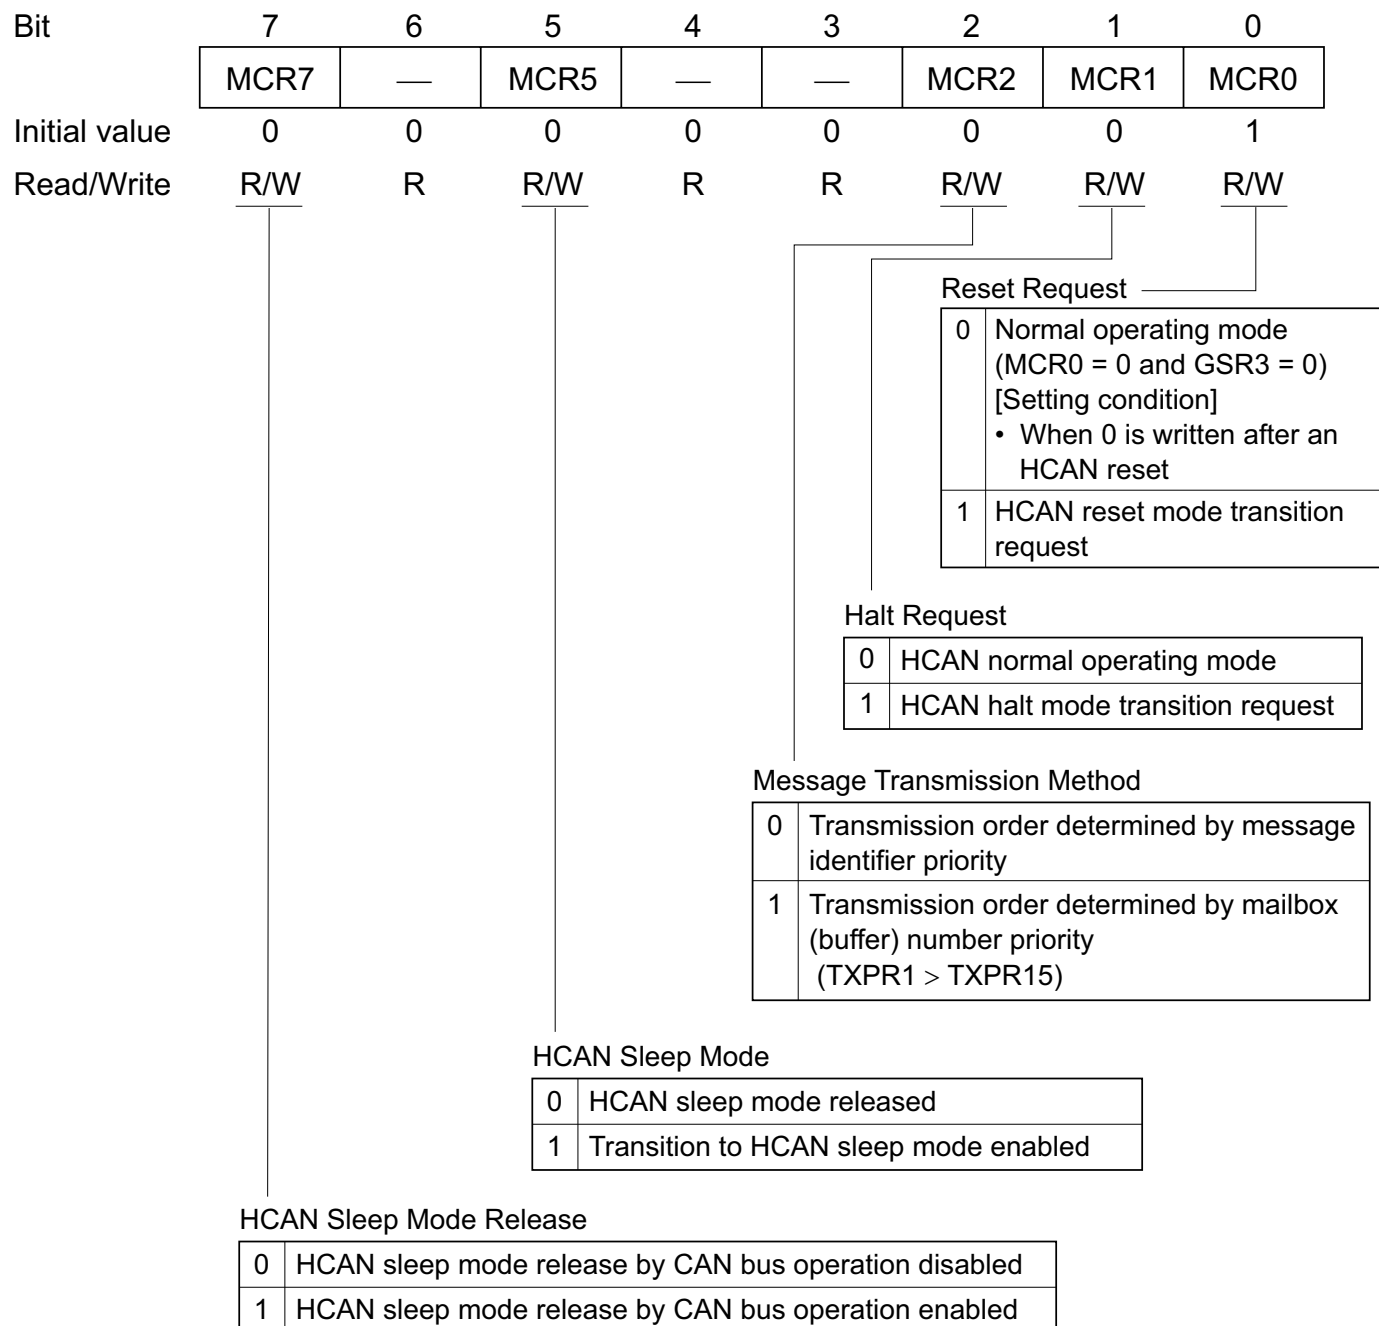 Bit 7 6 5 4 3 2 1 0
MCR7 — MCR5 — — MCR2 MCR1 MCR0
Initial value 0 0 0 0 0 0 0 1
Read/Write R/W R R/W R R R/W R/W R/W
Reset Request
0 Normal operating mode
(MCR0 = 0 and GSR3 = 0)
[Setting condition]
• When 0 is written after an
HCAN reset
1 HCAN reset mode transition
request
Halt Request
0 HCAN normal operating mode
1 HCAN halt mode transition request
Message Transmission Method
0 Transmission order determined by message
identifier priority
1 Transmission order determined by mailbox
(buffer) number priority
(TXPR1 > TXPR15)
HCAN Sleep Mode
0 HCAN sleep mode released
1 Transition to HCAN sleep mode enabled
HCAN Sleep Mode Release
0 HCAN sleep mode release by CAN bus operation disabled
1 HCAN sleep mode release by CAN bus operation enabled